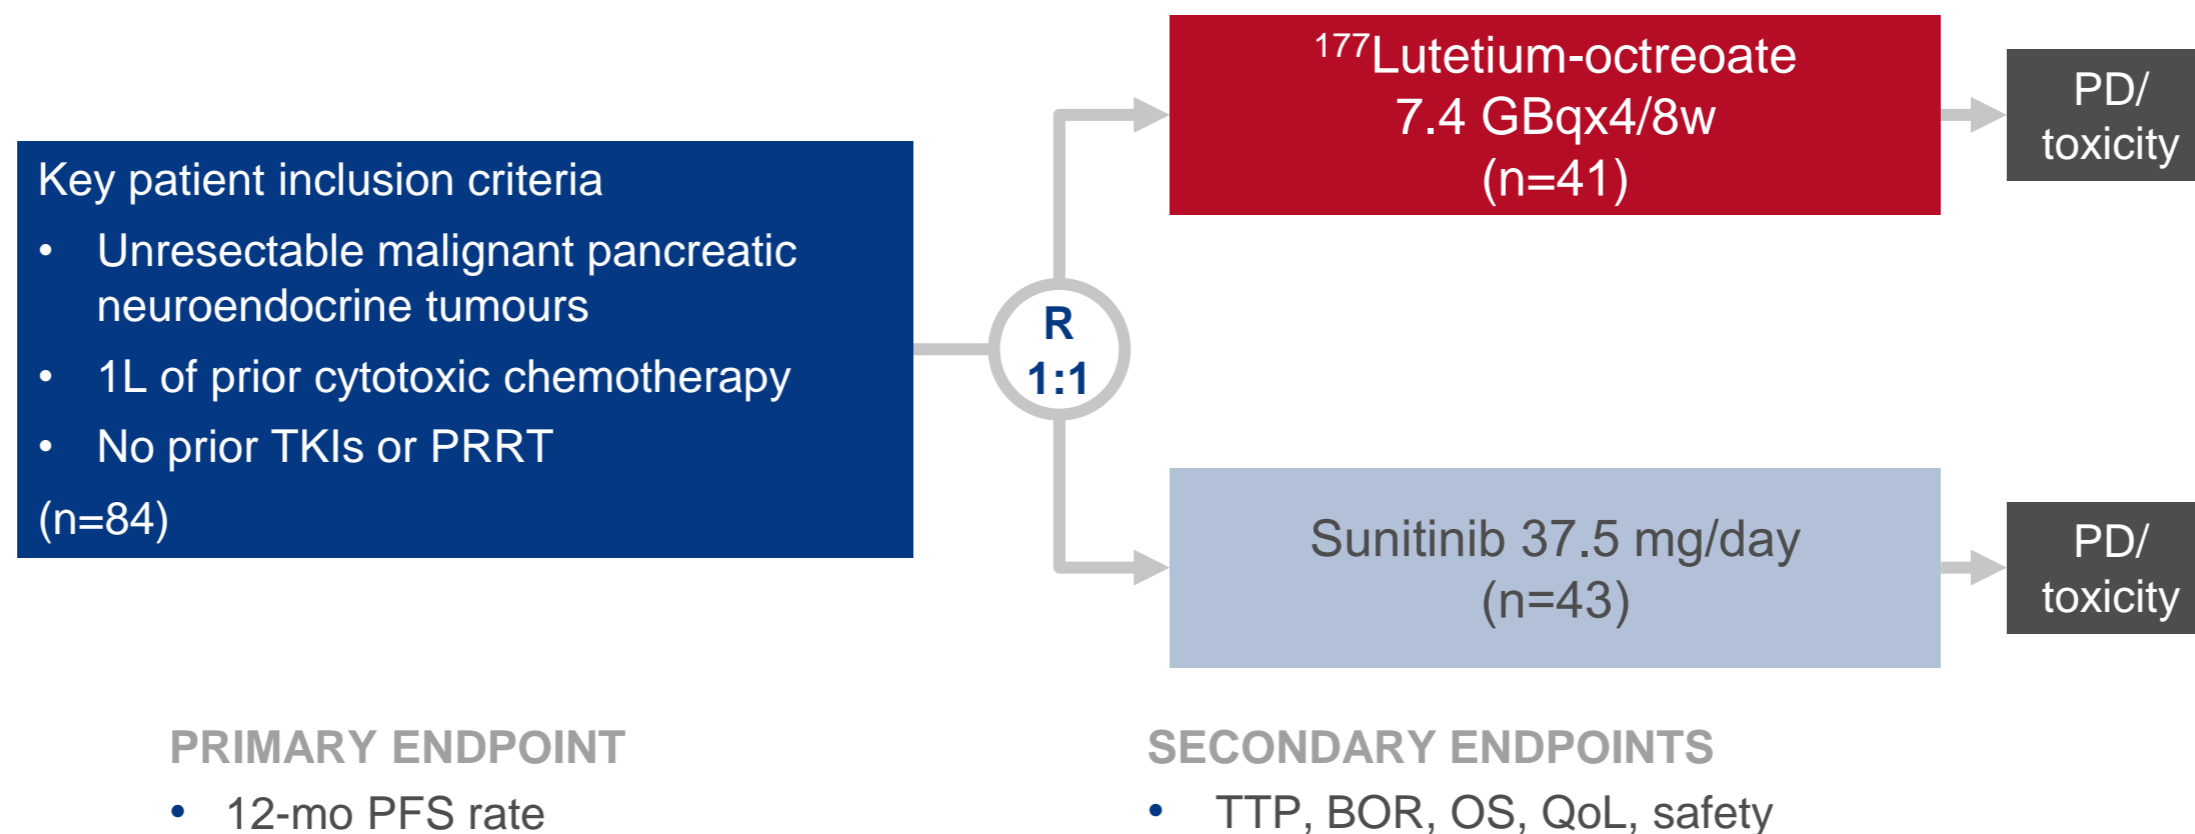 Key patient inclusion criteria
• Unresectable malignant pancreatic
neuroendocrine tumours
• 1L of prior cytotoxic chemotherapy
• No prior TKIs or PRRT
(n=84)
R
1:1
¹⁷⁷Lutetium-octreoate
7.4 GBqx4/8w
(n=41)
PD/
toxicity
Sunitinib 37.5 mg/day
(n=43)
PD/
toxicity
PRIMARY ENDPOINT
• 12-mo PFS rate
SECONDARY ENDPOINTS
• TTP, BOR, OS, QoL, safety